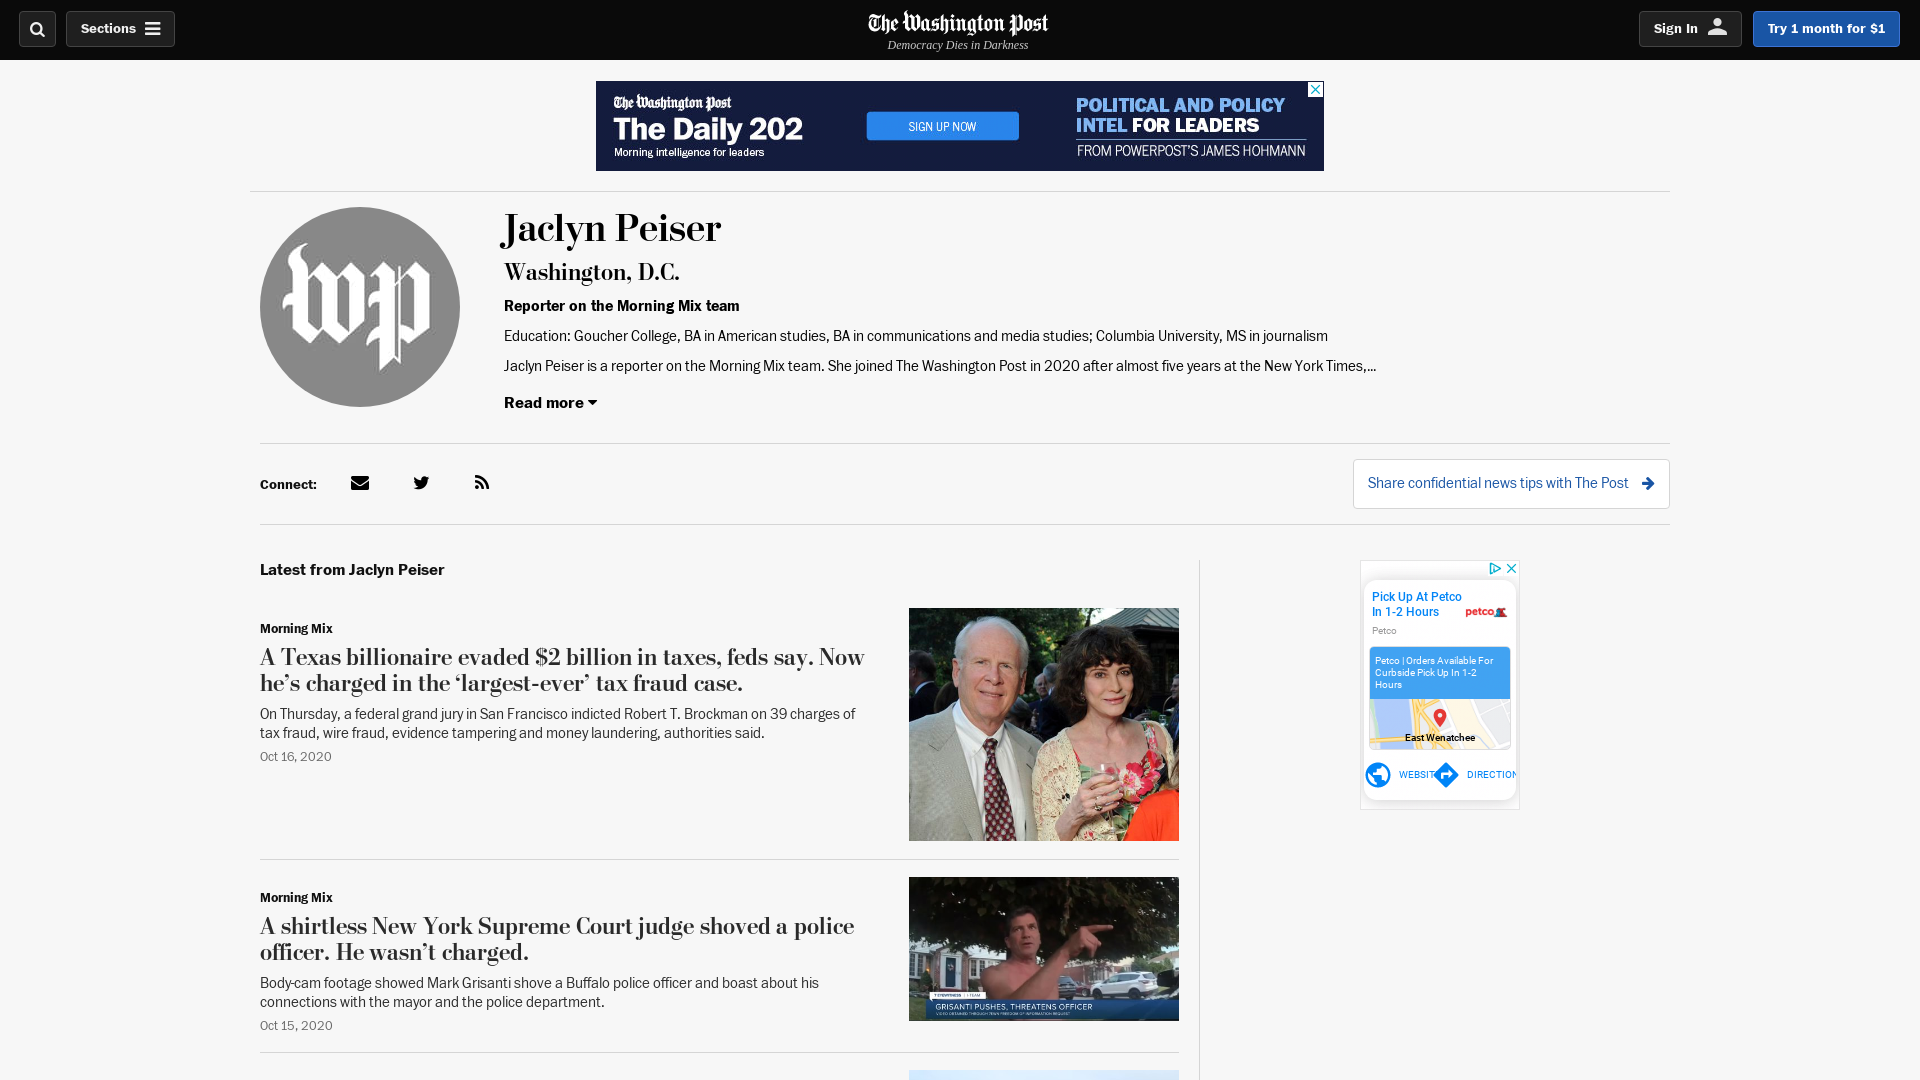 Sections
The Washington Post
Democracy Dies in Darkness
Sign In
Try 1 month for $1
The Washington Post
The Daily 202
Morning intelligence for leaders
SIGN UP NOW
POLITICAL AND POLICY
INTEL FOR LEADERS
FROM POWERPOST'S JAMES HOHMANN
wp
Jaclyn Peiser
Washington, D.C.
Reporter on the Morning Mix team
Education: Goucher College, BA in American studies, BA in communications and media studies; Columbia University, MS in journalism
Jaclyn Peiser is a reporter on the Morning Mix team. She joined The Washington Post in 2020 after almost five years at the New York Times,...
Read more
Connect:
Share confidential news tips with The Post
Latest from Jaclyn Peiser
Morning Mix
A Texas billionaire evaded $2 billion in taxes, feds say. Now
he’s charged in the ‘largest-ever’ tax fraud case.
On Thursday, a federal grand jury in San Francisco indicted Robert T. Brockman on 39 charges of
tax fraud, wire fraud, evidence tampering and money laundering, authorities said.
Oct 16, 2020
Morning Mix
A shirtless New York Supreme Court judge shoved a police
officer. He wasn’t charged.
Body-cam footage showed Mark Grisanti shove a Buffalo police officer and boast about his
connections with the mayor and the police department.
Oct 15, 2020
GRISANTI PUSHES, THREATENS OFFICER
VIDEO OBTAINED THROUGH FREEDOM OF INFORMATION REQUEST
Pick Up At Petco
In 1-2 Hours
petco
Petco
Petco | Orders Available For
Curbside Pick Up In 1-2
Hours
East Wenatchee
WEBSIT
DIRECTION